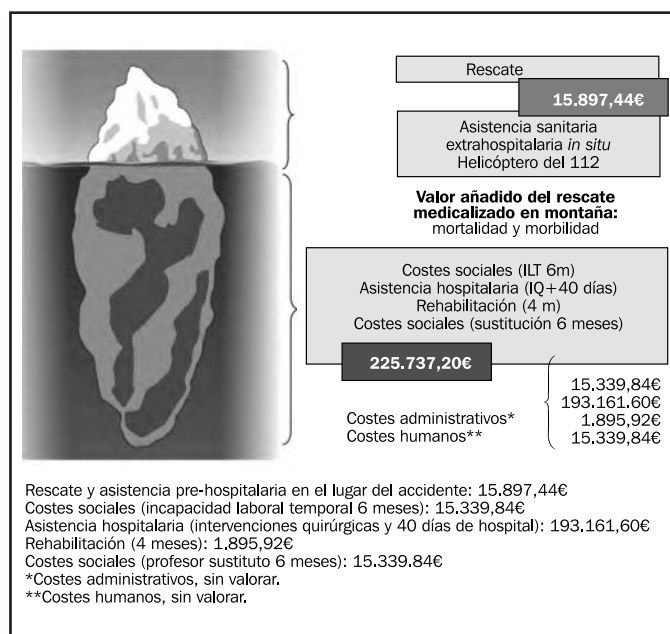 Rescate
15.897,44€
Asistencia sanitaria
extrahospitalaria in situ
Helicóptero del 112
Valor añadido del rescate
medicalizado en montaña:
mortalidad y morbilidad
Costes sociales (ILT 6m)
Asistencia hospitalaria (IQ+40 días)
Rehabilitación (4 m)
Costes sociales (sustitución 6 meses)
225.737,20€
15.339,84€
193.161.60€
1.895,92€
15.339,84€
Costes administrativos*
Costes humanos**
Rescate y asistencia pre-hospitalaria en el lugar del accidente: 15.897,44€
Costes sociales (incapacidad laboral temporal 6 meses): 15.339,84€
Asistencia hospitalaria (intervenciones quirúrgicas y 40 días de hospital): 193.161,60€
Rehabilitación (4 meses): 1.895,92€
Costes sociales (profesor sustituto 6 meses): 15.339.84€
*Costes administrativos, sin valorar.
**Costes humanos, sin valorar.